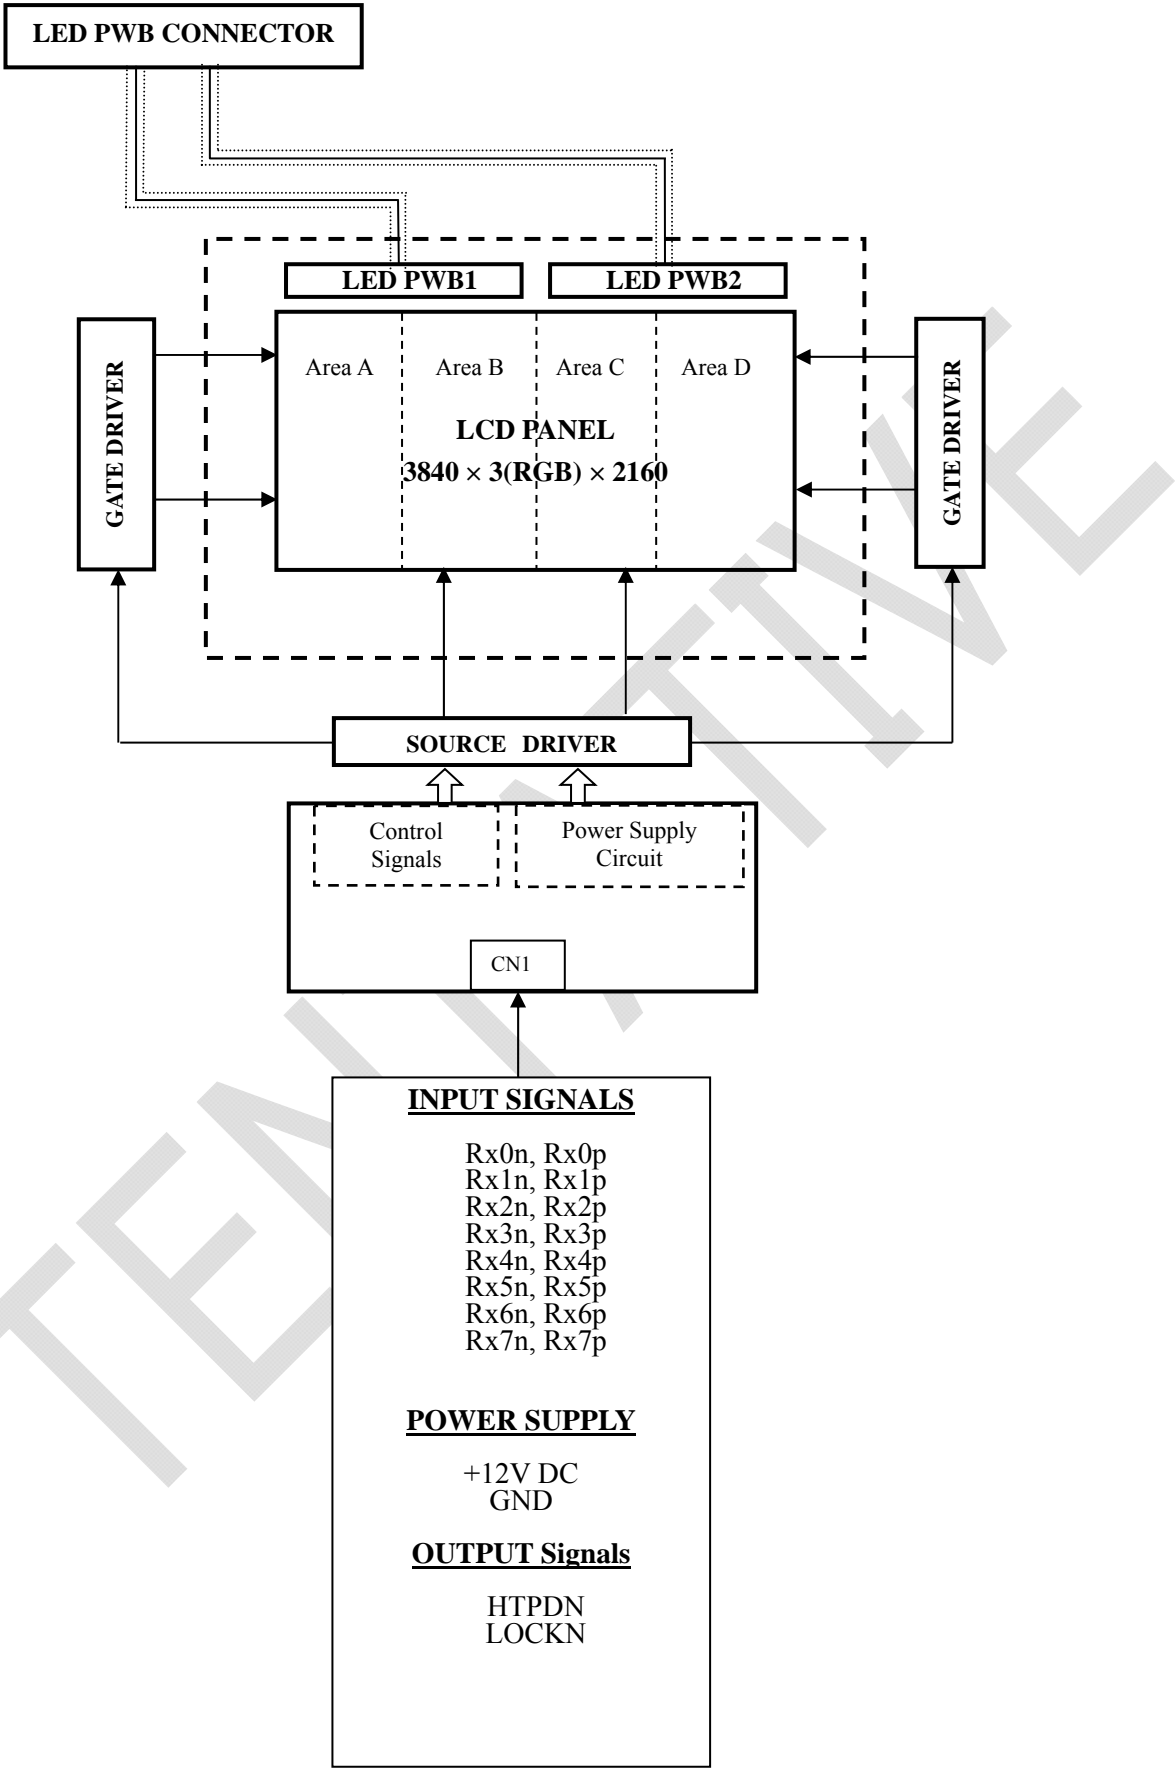 LED PWB CONNECTOR
LED PWB1
LED PWB2
GATE DRIVER
Area A
Area B
Area C
Area D
LCD PANEL
3840 × 3(RGB) × 2160
GATE DRIVER
SOURCE DRIVER
Control
Signals
Power Supply
Circuit
CN1
INPUT SIGNALS
Rx0n, Rx0p
Rx1n, Rx1p
Rx2n, Rx2p
Rx3n, Rx3p
Rx4n, Rx4p
Rx5n, Rx5p
Rx6n, Rx6p
Rx7n, Rx7p
POWER SUPPLY
+12V DC
GND
OUTPUT Signals
HTPDN
LOCKN
TENTATIVE